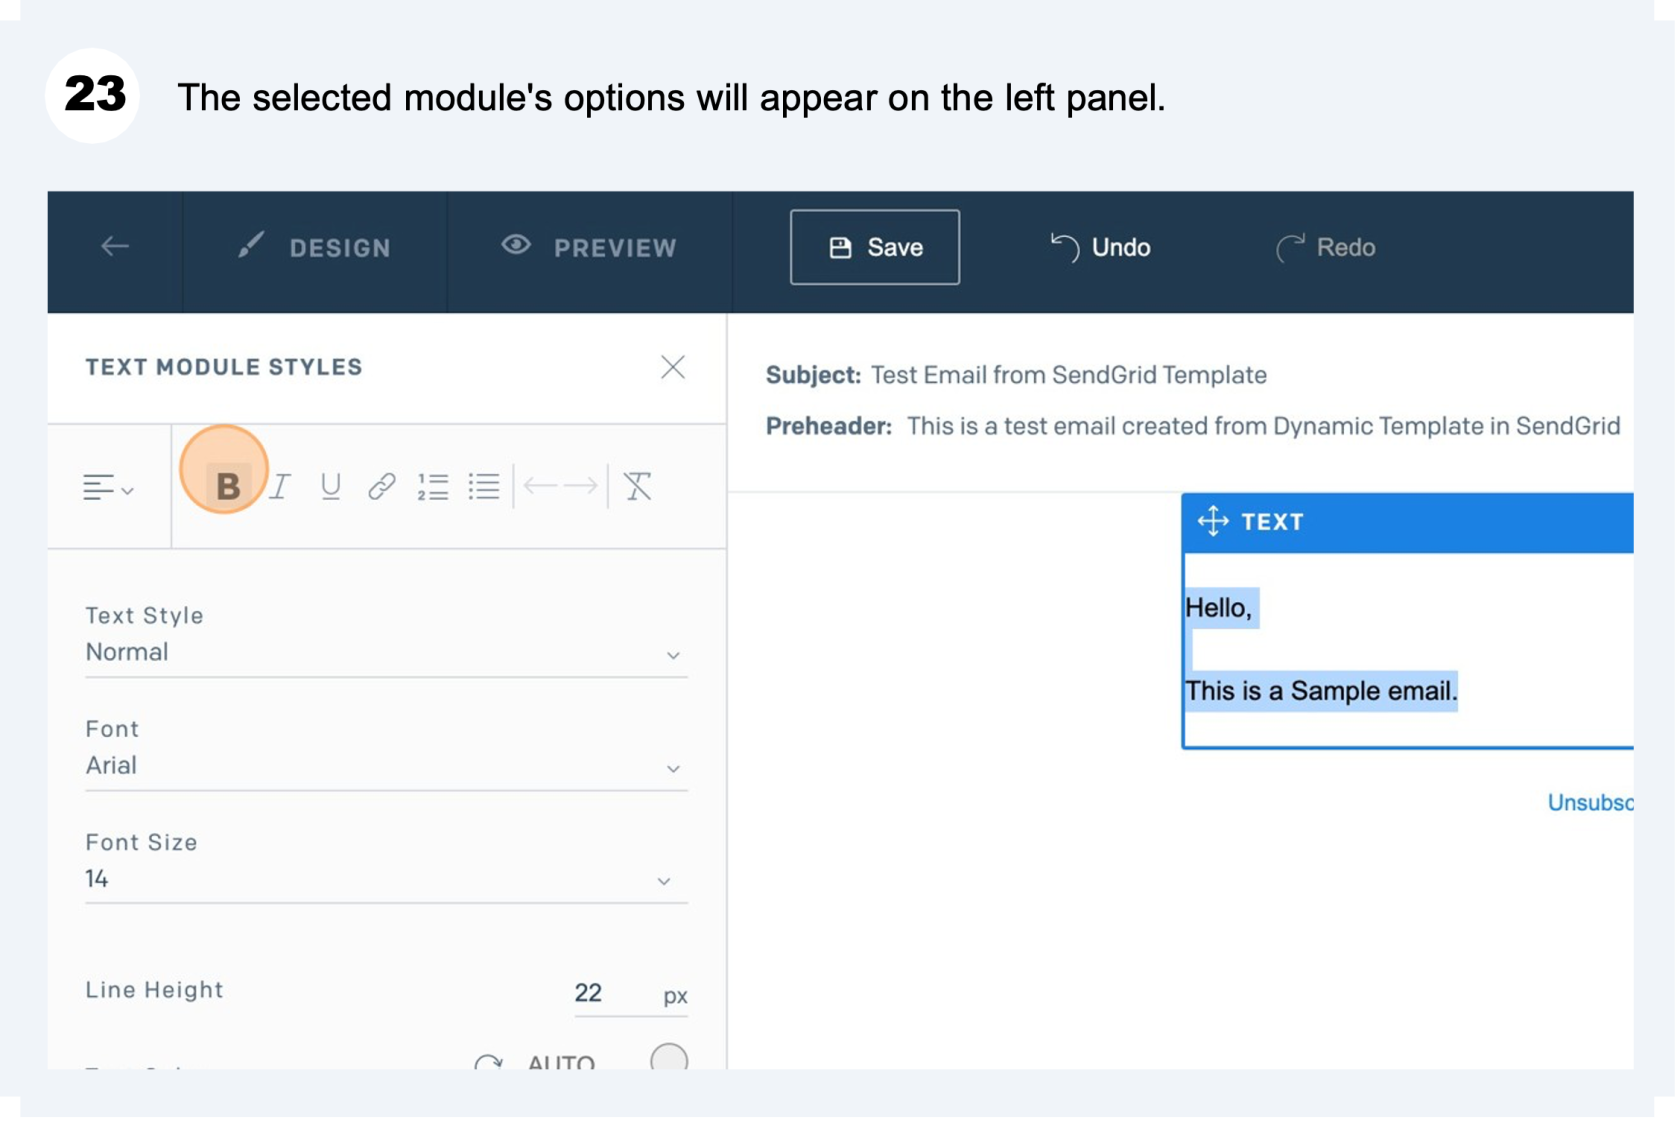 23 The selected module's options will appear on the left panel.
DESIGN PREVIEW Save Undo Redo
TEXT MODULE STYLES
Subject: Test Email from SendGrid Template
Preheader: This is a test email created from Dynamic Template in SendGrid
B I U
TEXT
Hello,
This is a Sample email.
Unsubsc
Text Style
Normal
Font
Arial
Font Size
14
Line Height 22 px
AUTO